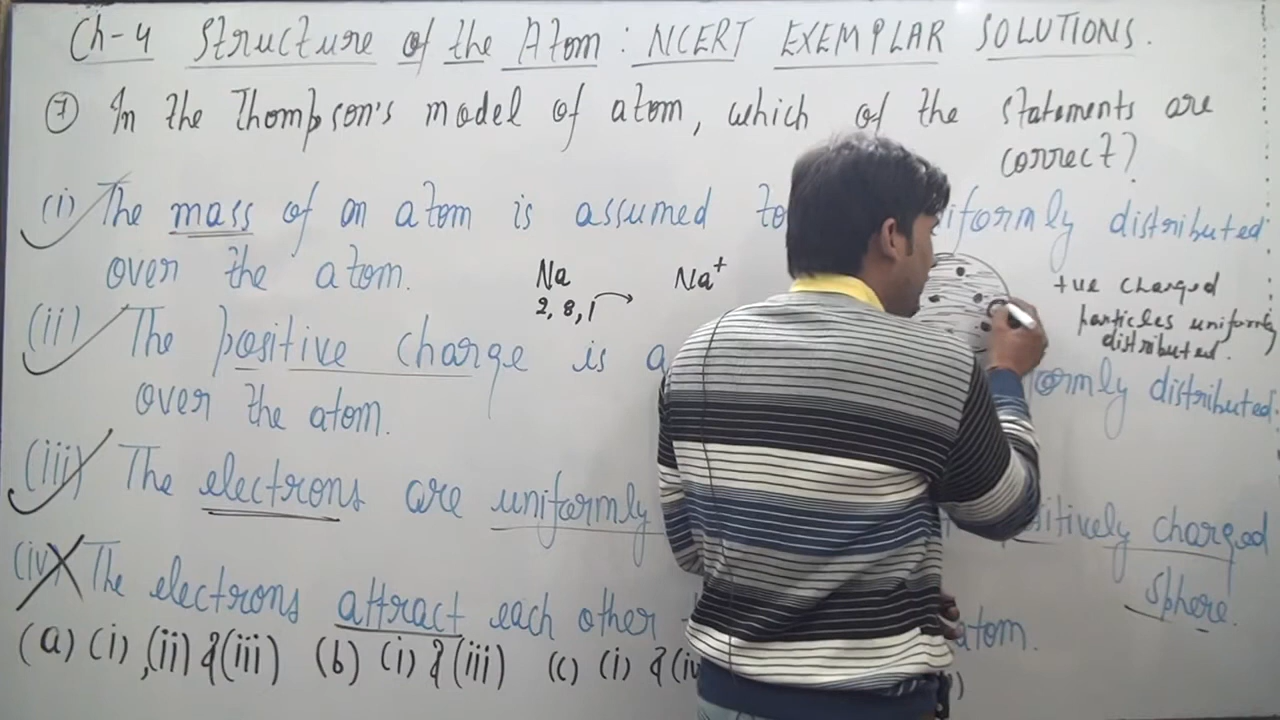 Ch-4 Structure of the Atom : NCERT EXEMPLAR SOLUTIONS.
7 In the Thompson's model of atom, which of the statements are
correct?
(i) The mass of an atom is assumed to iformly distributed
over the atom.
Na Na+
2, 8, 1
+ve charged
particles uniformly
distributed.
(ii) The positive charge is a ormly distributed
over the atom.
(iii) The electrons are uniformly sitively charged
sphere.
(iv) The electrons attract each other atom.
(a) (i), (ii) & (iii) (b) (i) & (iii) (c) (i) & (iv